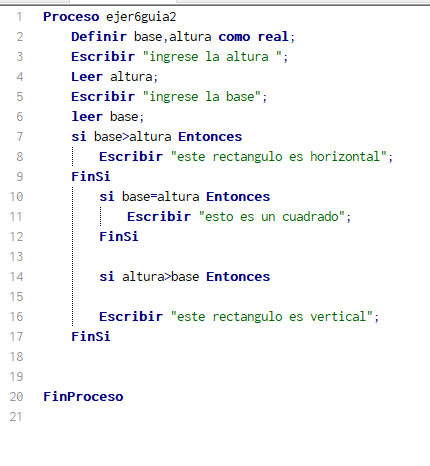 1 Proceso ejer6guia2
2 Definir base,altura como real;
3 Escribir "ingrese la altura ";
4 Leer altura;
5 Escribir "ingrese la base";
6 leer base;
7 si base>altura Entonces
8 Escribir "este rectangulo es horizontal";
9 FinSi
10 si base=altura Entonces
11 Escribir "esto es un cuadrado";
12 FinSi
13
14 si altura>base Entonces
15
16 Escribir "este rectangulo es vertical";
17 FinSi
18
19
20 FinProceso
21